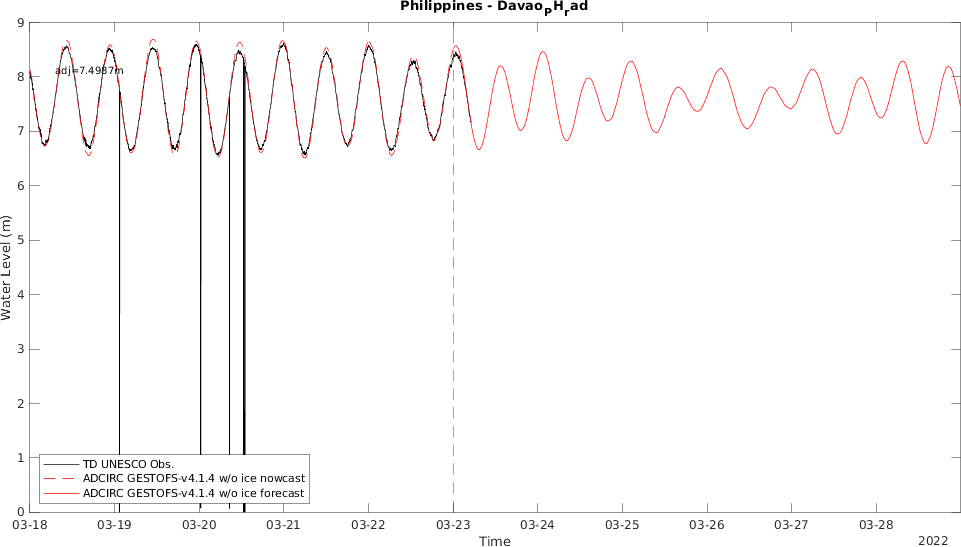 Philippines - DavaoPHrad
9
8
7
6
5
4
3
2
1
0
Water Level (m)
adj=7.4987m
TD UNESCO Obs.
ADCIRC GESTOFS-v4.1.4 w/o ice nowcast
ADCIRC GESTOFS-v4.1.4 w/o ice forecast
03-18 03-19 03-20 03-21 03-22 03-23 03-24 03-25 03-26 03-27 03-28
Time
2022